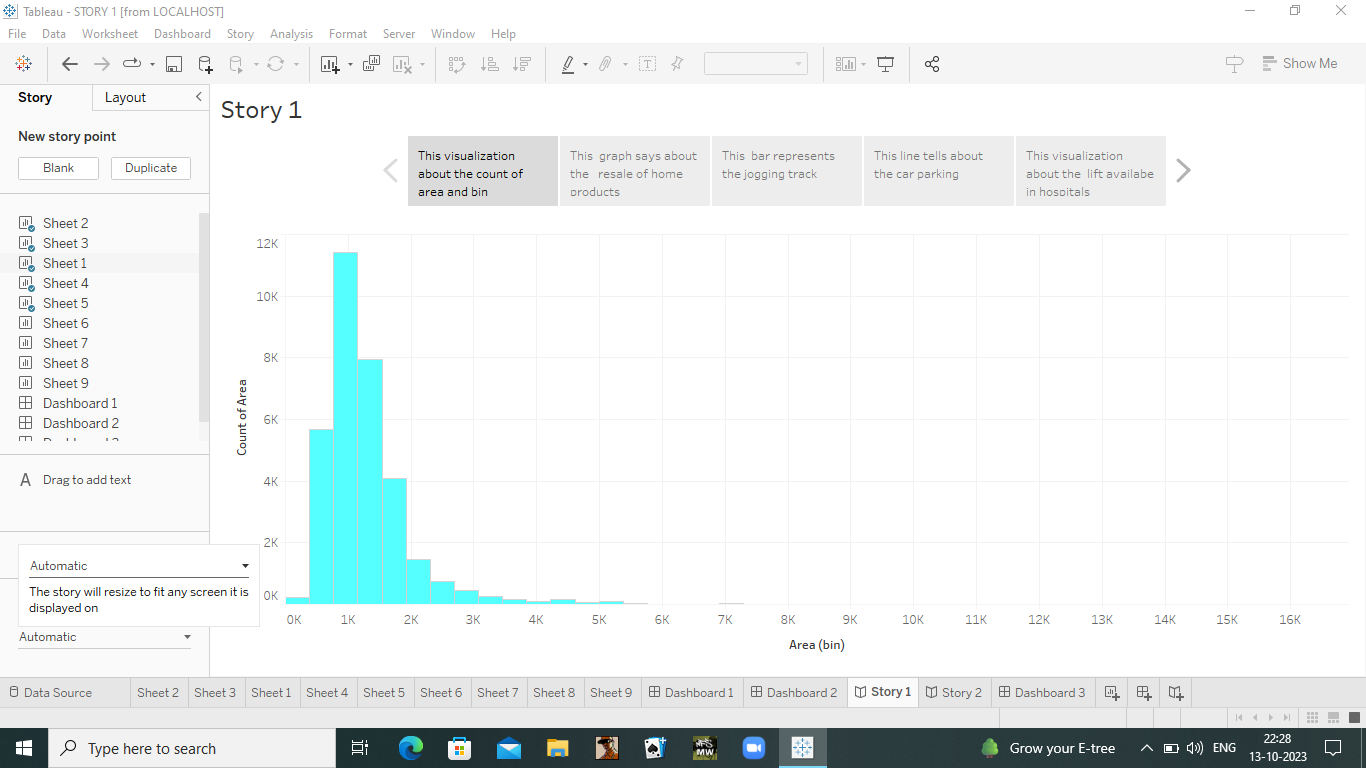 Tableau - STORY 1 [from LOCALHOST]
File Data Worksheet Dashboard Story Analysis Format Server Window Help
Show Me
Story Layout
New story point
Blank Duplicate
Sheet 2
Sheet 3
Sheet 1
Sheet 4
Sheet 5
Sheet 6
Sheet 7
Sheet 8
Sheet 9
Dashboard 1
Dashboard 2
A Drag to add text
Automatic
The story will resize to fit any screen it is
displayed on
Automatic
Story 1
This visualization
about the count of
area and bin
This graph says about
the resale of home
products
This bar represents
the jogging track
This line tells about
the car parking
This visualization
about the lift availabe
in hospitals
12K
10K
8K
6K
4K
2K
0K
Count of Area
0K 1K 2K 3K 4K 5K 6K 7K 8K 9K 10K 11K 12K 13K 14K 15K 16K
Area (bin)
Data Source Sheet 2 Sheet 3 Sheet 1 Sheet 4 Sheet 5 Sheet 6 Sheet 7 Sheet 8 Sheet 9 Dashboard 1 Dashboard 2 Story 1 Story 2 Dashboard 3
Type here to search
MW
Grow your E-tree
ENG
22:28
13-10-2023